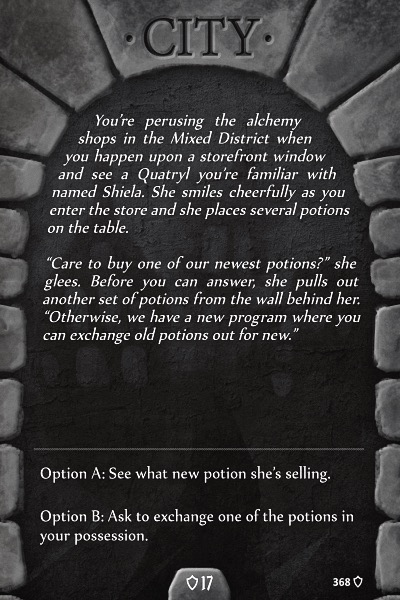 ·CITY·
You're perusing the alchemy
shops in the Mixed District when
you happen upon a storefront window
and see a Quatryl you're familiar with
named Shiela. She smiles cheerfully as you
enter the store and she places several potions
on the table.
“Care to buy one of our newest potions?” she
glees. Before you can answer, she pulls out
another set of potions from the wall behind her.
“Otherwise, we have a new program where you
can exchange old potions out for new.”
Option A: See what new potion she's selling.
Option B: Ask to exchange one of the potions in
your possession.
17
368